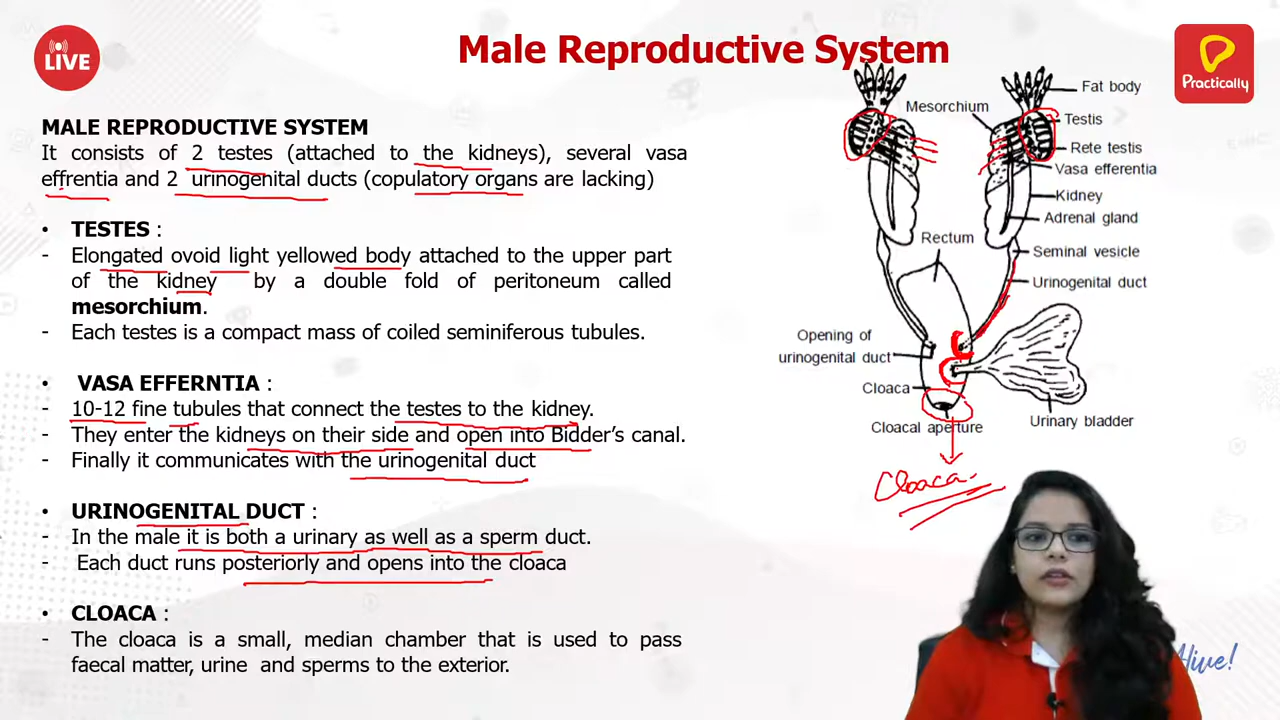 LIVE
Male Reproductive System
Practically
MALE REPRODUCTIVE SYSTEM
It consists of 2 testes (attached to the kidneys), several vasa
effrentia and 2 urinogenital ducts (copulatory organs are lacking)
• TESTES :
- Elongated ovoid light yellowed body attached to the upper part
of the kidney by a double fold of peritoneum called
mesorchium.
- Each testes is a compact mass of coiled seminiferous tubules.
• VASA EFFERNTIA :
- 10-12 fine tubules that connect the testes to the kidney.
- They enter the kidneys on their side and open into Bidder's canal.
- Finally it communicates with the urinogenital duct
• URINOGENITAL DUCT :
- In the male it is both a urinary as well as a sperm duct.
- Each duct runs posteriorly and opens into the cloaca
• CLOACA :
- The cloaca is a small, median chamber that is used to pass
faecal matter, urine and sperms to the exterior.
Fat body
Mesorchium
Testis
Rete testis
Vasa efferentia
Kidney
Adrenal gland
Rectum
Seminal vesicle
Urinogenital duct
Opening of
urinogenital duct
Cloaca
Cloacal aperture
Urinary bladder
Cloaca
Alive!